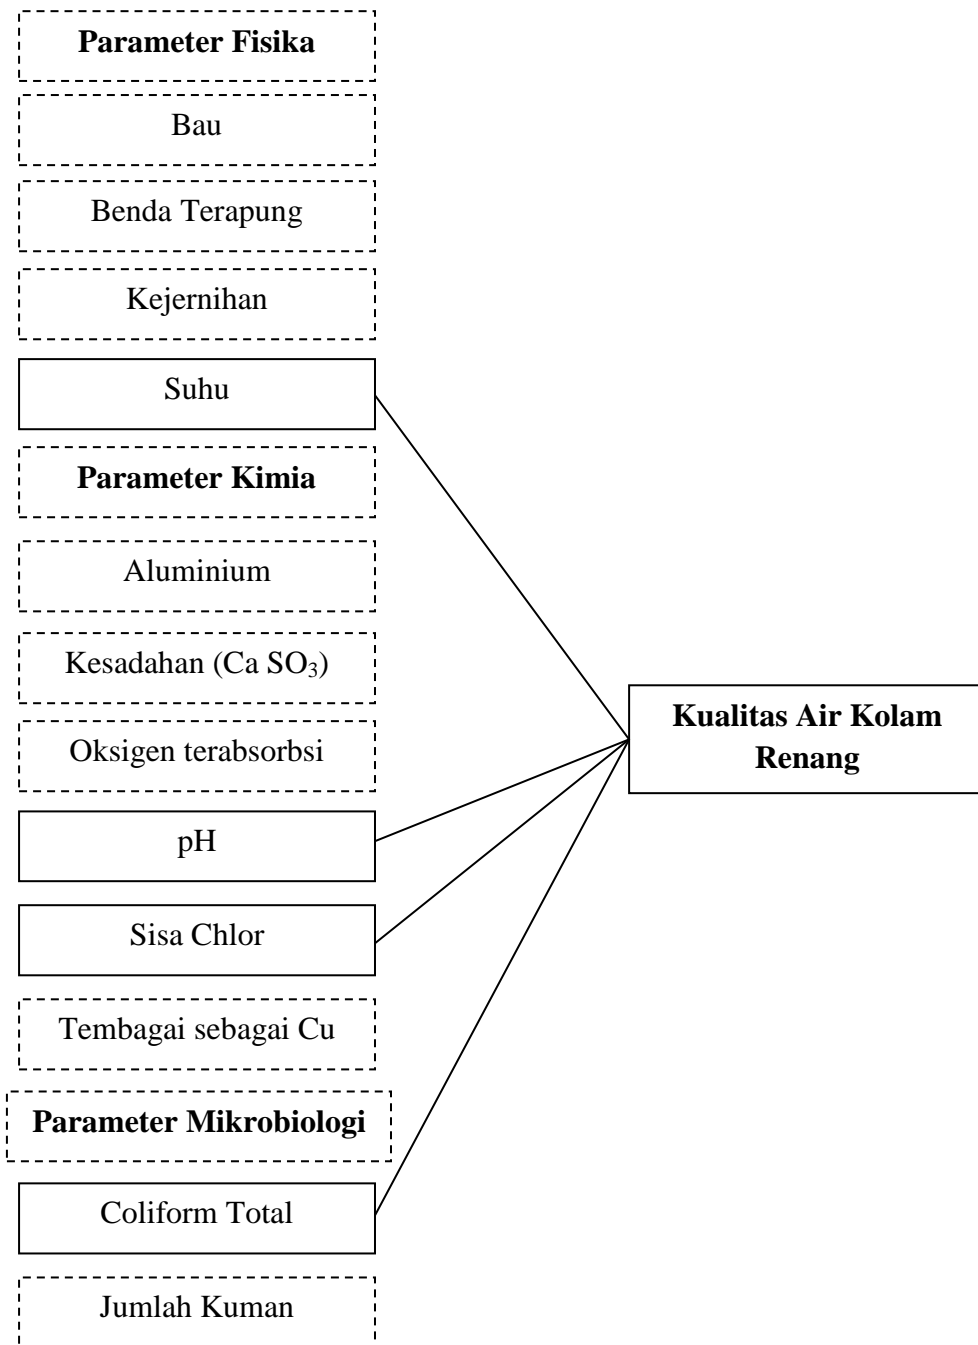 Parameter Fisika
Bau
Benda Terapung
Kejernihan
Suhu
Parameter Kimia
Aluminium
Kesadahan (Ca SO₃)
Oksigen terabsorbsi
pH
Sisa Chlor
Tembagai sebagai Cu
Parameter Mikrobiologi
Coliform Total
Jumlah Kuman
Kualitas Air Kolam
Renang